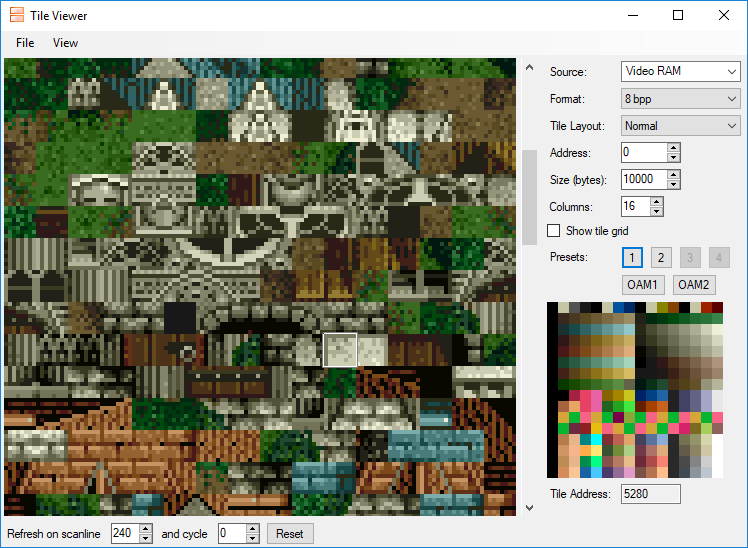 Tile Viewer
File View
Source: Video RAM
Format: 8 bpp
Tile Layout: Normal
Address: 0
Size (bytes): 10000
Columns: 16
Show tile grid
Presets: 1 2 3 4
OAM1 OAM2
Tile Address: 5280
Refresh on scanline 240 and cycle 0 Reset